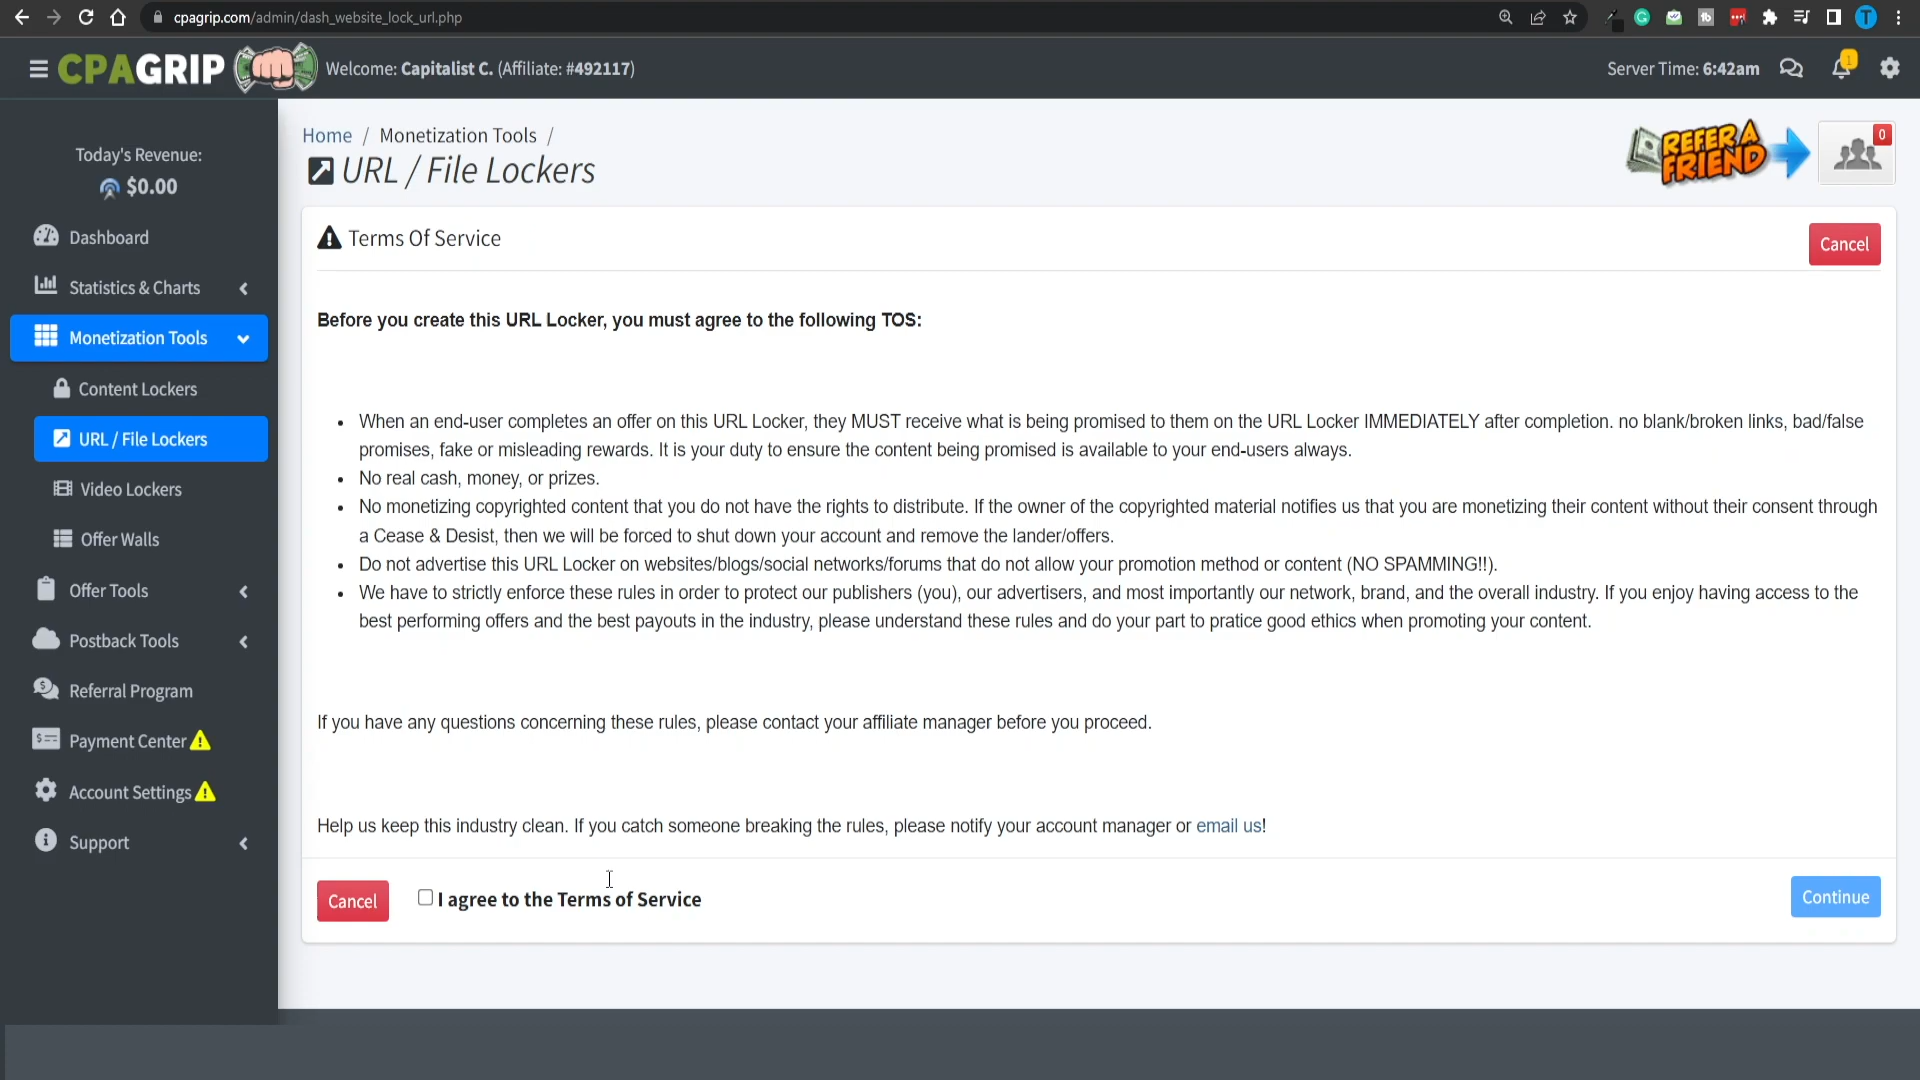 cpagrip.com/admin/dash_website_lock_url.php
CPAGRIP
Welcome: Capitalist C. (Affiliate: #492117)
Server Time: 6:42am
1
Today's Revenue:
$0.00
Dashboard
Statistics & Charts
Monetization Tools
Content Lockers
URL / File Lockers
Video Lockers
Offer Walls
Offer Tools
Postback Tools
Referral Program
Payment Center
Account Settings
Support
Home / Monetization Tools /
URL / File Lockers
REFER A
FRIEND
0
Terms Of Service
Cancel
Before you create this URL Locker, you must agree to the following TOS:
• When an end-user completes an offer on this URL Locker, they MUST receive what is being promised to them on the URL Locker IMMEDIATELY after completion. no blank/broken links, bad/false
promises, fake or misleading rewards. It is your duty to ensure the content being promised is available to your end-users always.
• No real cash, money, or prizes.
• No monetizing copyrighted content that you do not have the rights to distribute. If the owner of the copyrighted material notifies us that you are monetizing their content without their consent through
a Cease & Desist, then we will be forced to shut down your account and remove the lander/offers.
• Do not advertise this URL Locker on websites/blogs/social networks/forums that do not allow your promotion method or content (NO SPAMMING!!).
• We have to strictly enforce these rules in order to protect our publishers (you), our advertisers, and most importantly our network, brand, and the overall industry. If you enjoy having access to the
best performing offers and the best payouts in the industry, please understand these rules and do your part to pratice good ethics when promoting your content.
If you have any questions concerning these rules, please contact your affiliate manager before you proceed.
Help us keep this industry clean. If you catch someone breaking the rules, please notify your account manager or email us!
Cancel
I agree to the Terms of Service
Continue